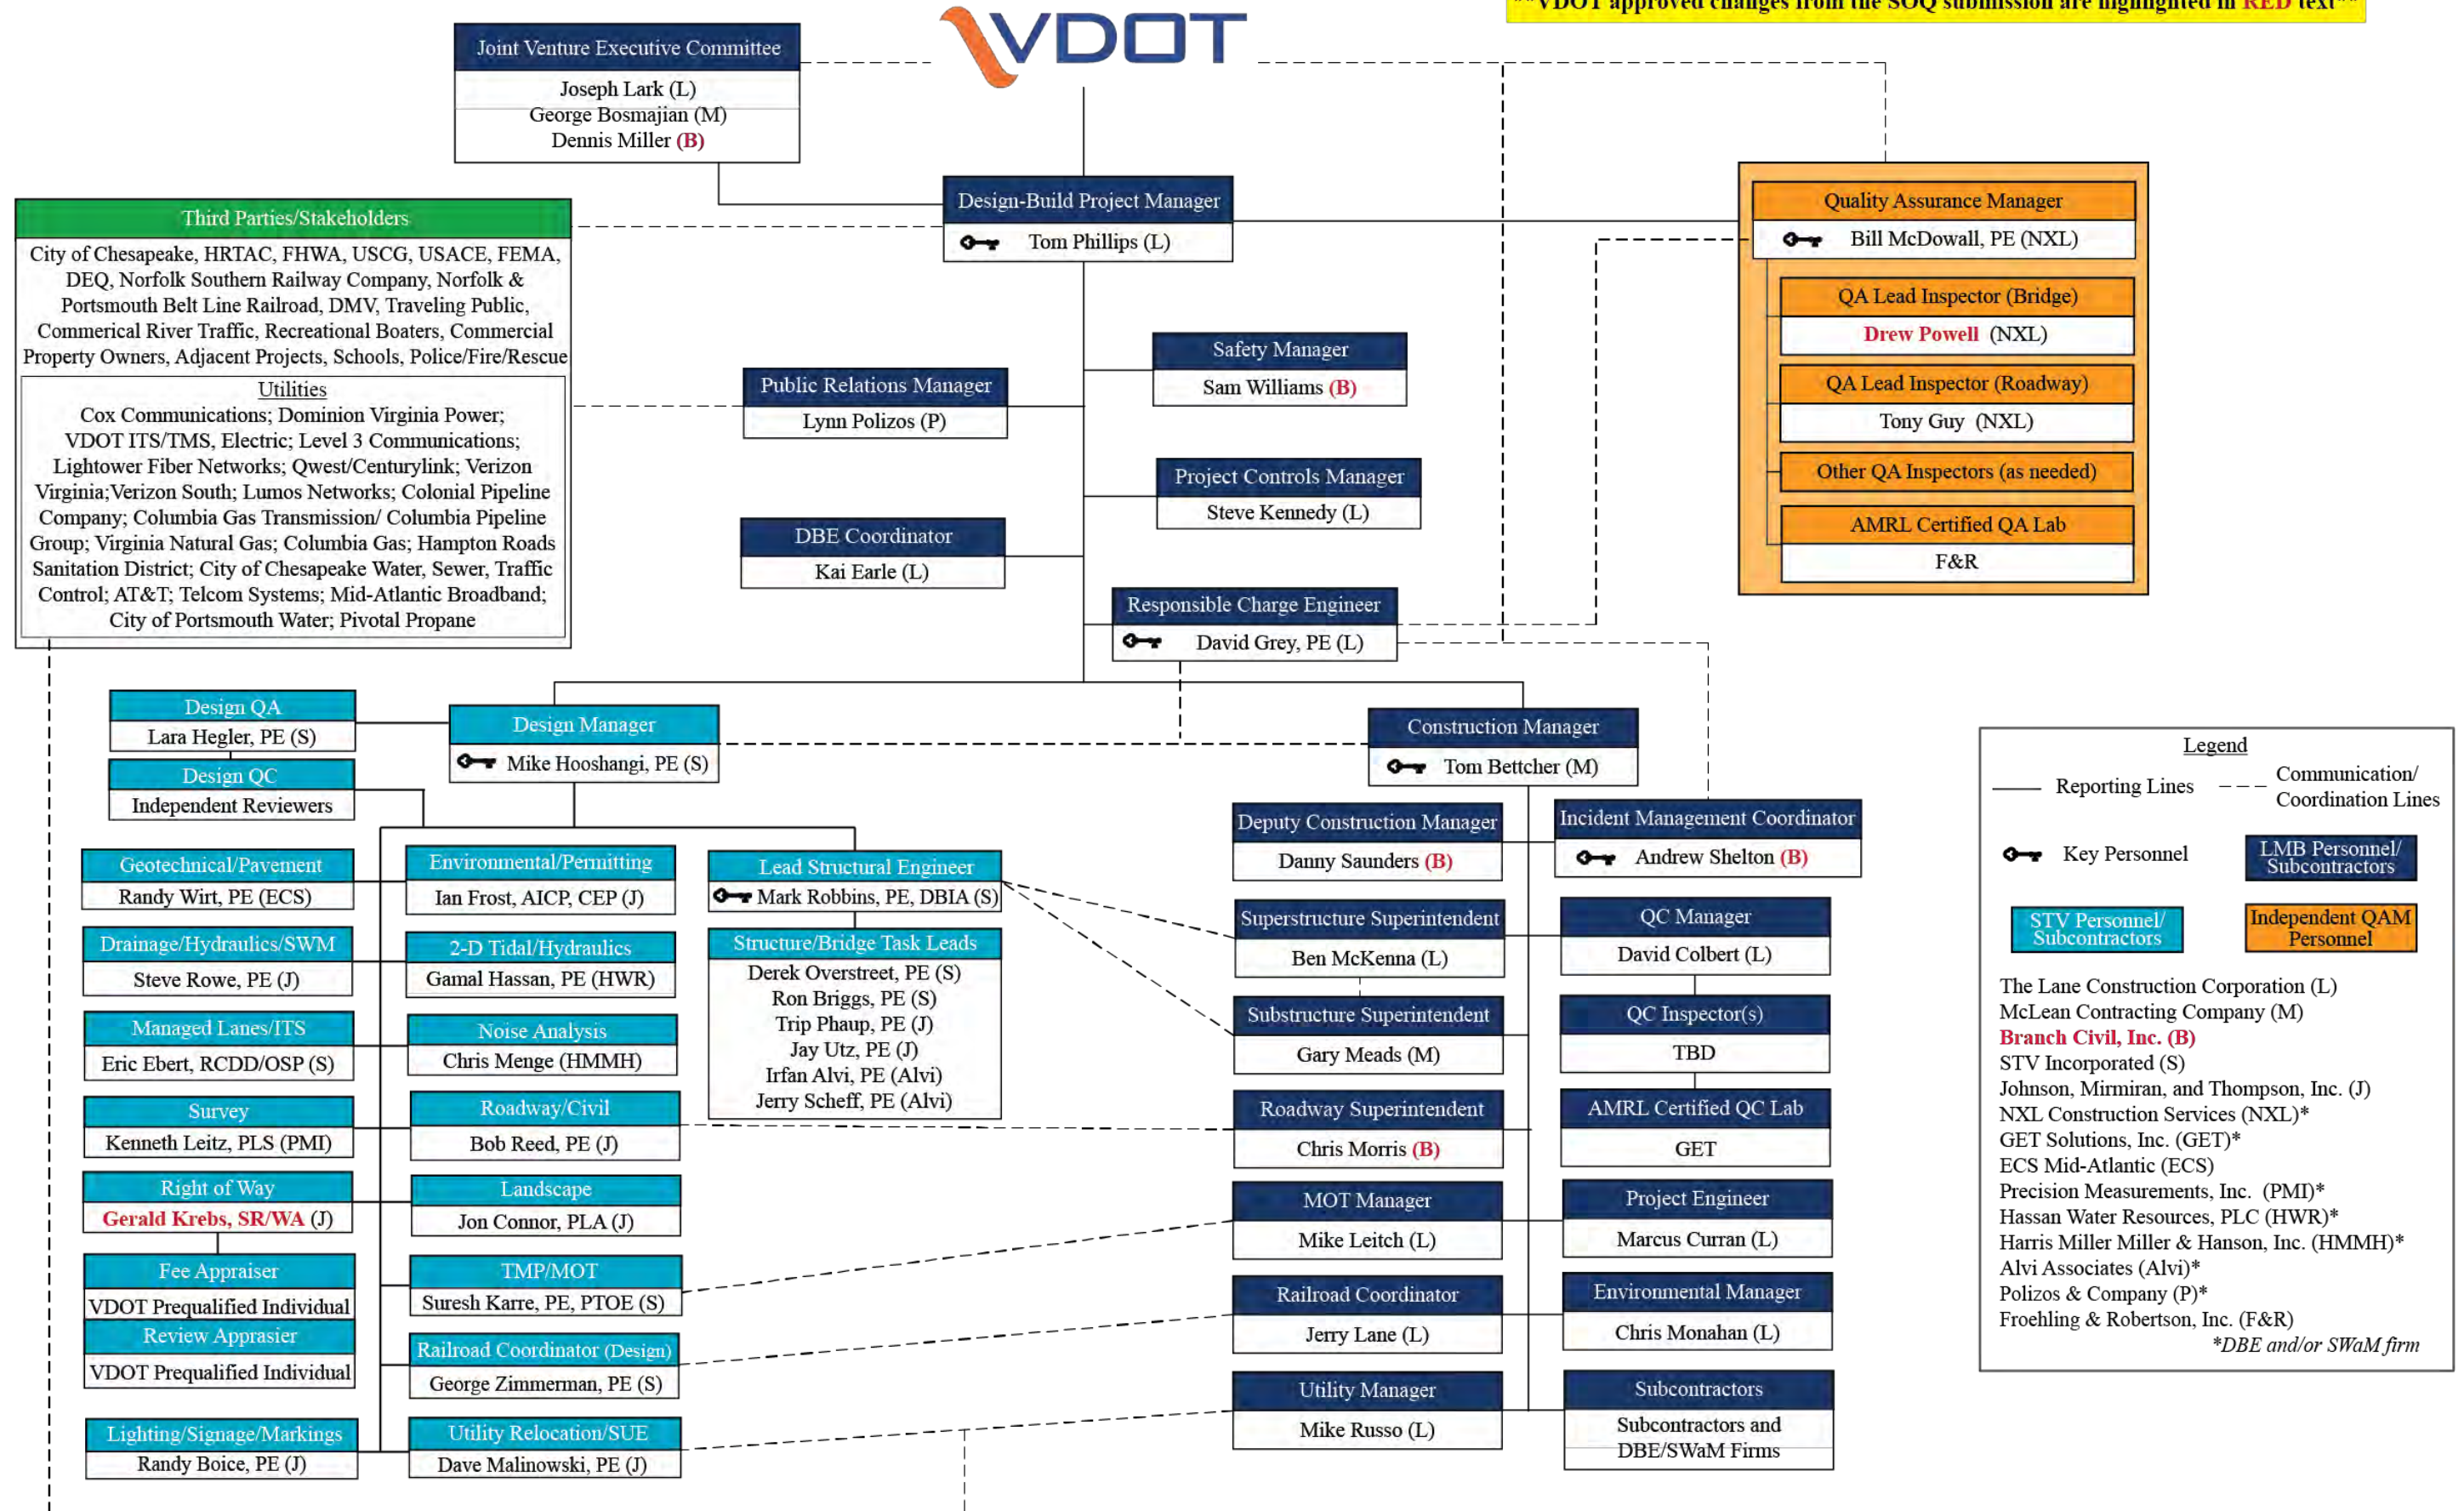 **VDOT approved changes from the SOQ submission are highlighted in RED text**
VDOT
Joint Venture Executive Committee
Joseph Lark (L)
George Bosmajian (M)
Dennis Miller (B)
Design-Build Project Manager
Tom Phillips (L)
Third Parties/Stakeholders
City of Chesapeake, HRTAC, FHWA, USCG, USACE, FEMA,
DEQ, Norfolk Southern Railway Company, Norfolk &
Portsmouth Belt Line Railroad, DMV, Traveling Public,
Commerical River Traffic, Recreational Boaters, Commercial
Property Owners, Adjacent Projects, Schools, Police/Fire/Rescue
Utilities
Cox Communications; Dominion Virginia Power;
VDOT ITS/TMS, Electric; Level 3 Communications;
Lightower Fiber Networks; Qwest/Centurylink; Verizon
Virginia;Verizon South; Lumos Networks; Colonial Pipeline
Company; Columbia Gas Transmission/ Columbia Pipeline
Group; Virginia Natural Gas; Columbia Gas; Hampton Roads
Sanitation District; City of Chesapeake Water, Sewer, Traffic
Control; AT&T; Telcom Systems; Mid-Atlantic Broadband;
City of Portsmouth Water; Pivotal Propane
Quality Assurance Manager
Bill McDowall, PE (NXL)
QA Lead Inspector (Bridge)
Drew Powell (NXL)
QA Lead Inspector (Roadway)
Tony Guy (NXL)
Other QA Inspectors (as needed)
AMRL Certified QA Lab
F&R
Safety Manager
Sam Williams (B)
Public Relations Manager
Lynn Polizos (P)
Project Controls Manager
Steve Kennedy (L)
DBE Coordinator
Kai Earle (L)
Responsible Charge Engineer
David Grey, PE (L)
Design QA
Lara Hegler, PE (S)
Design QC
Independent Reviewers
Design Manager
Mike Hooshangi, PE (S)
Construction Manager
Tom Bettcher (M)
Geotechnical/Pavement
Randy Wirt, PE (ECS)
Drainage/Hydraulics/SWM
Steve Rowe, PE (J)
Managed Lanes/ITS
Eric Ebert, RCDD/OSP (S)
Survey
Kenneth Leitz, PLS (PMI)
Right of Way
Gerald Krebs, SR/WA (J)
Fee Appraiser
VDOT Prequalified Individual
Review Apprasier
VDOT Prequalified Individual
Lighting/Signage/Markings
Randy Boice, PE (J)
Environmental/Permitting
Ian Frost, AICP, CEP (J)
2-D Tidal/Hydraulics
Gamal Hassan, PE (HWR)
Noise Analysis
Chris Menge (HMMH)
Roadway/Civil
Bob Reed, PE (J)
Landscape
Jon Connor, PLA (J)
TMP/MOT
Suresh Karre, PE, PTOE (S)
Railroad Coordinator (Design)
George Zimmerman, PE (S)
Utility Relocation/SUE
Dave Malinowski, PE (J)
Lead Structural Engineer
Mark Robbins, PE, DBIA (S)
Structure/Bridge Task Leads
Derek Overstreet, PE (S)
Ron Briggs, PE (S)
Trip Phaup, PE (J)
Jay Utz, PE (J)
Irfan Alvi, PE (Alvi)
Jerry Scheff, PE (Alvi)
Deputy Construction Manager
Danny Saunders (B)
Superstructure Superintendent
Ben McKenna (L)
Substructure Superintendent
Gary Meads (M)
Roadway Superintendent
Chris Morris (B)
MOT Manager
Mike Leitch (L)
Railroad Coordinator
Jerry Lane (L)
Utility Manager
Mike Russo (L)
Incident Management Coordinator
Andrew Shelton (B)
QC Manager
David Colbert (L)
QC Inspector(s)
TBD
AMRL Certified QC Lab
GET
Project Engineer
Marcus Curran (L)
Environmental Manager
Chris Monahan (L)
Subcontractors
Subcontractors and
DBE/SWaM Firms
Legend
Reporting Lines
Communication/
Coordination Lines
Key Personnel
LMB Personnel/
Subcontractors
STV Personnel/
Subcontractors
Independent QAM
Personnel
The Lane Construction Corporation (L)
McLean Contracting Company (M)
Branch Civil, Inc. (B)
STV Incorporated (S)
Johnson, Mirmiran, and Thompson, Inc. (J)
NXL Construction Services (NXL)*
GET Solutions, Inc. (GET)*
ECS Mid-Atlantic (ECS)
Precision Measurements, Inc. (PMI)*
Hassan Water Resources, PLC (HWR)*
Harris Miller Miller & Hanson, Inc. (HMMH)*
Alvi Associates (Alvi)*
Polizos & Company (P)*
Froehling & Robertson, Inc. (F&R)
*DBE and/or SWaM firm